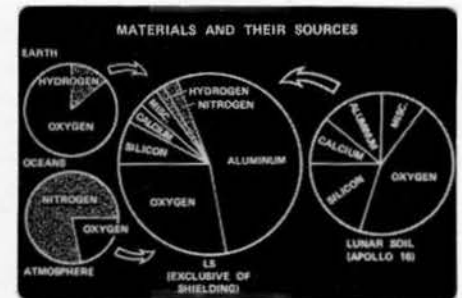 MATERIALS AND THEIR SOURCES
EARTH
HYDROGEN
OXYGEN
OCEANS
NITROGEN
OXYGEN
ATMOSPHERE
HYDROGEN
NITROGEN
MISC.
CALCIUM
SILICON
ALUMINUM
OXYGEN
LS
(EXCLUSIVE OF
SHIELDING)
ALUMINUM
MISC.
CALCIUM
SILICON
OXYGEN
LUNAR SOIL
(APOLLO 16)